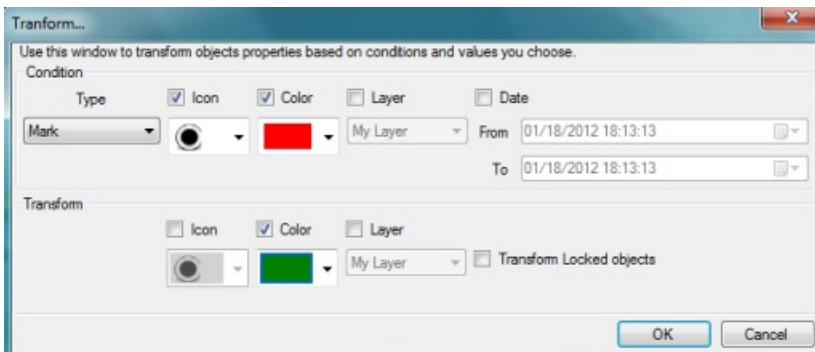 Tranform...
Use this window to transform objects properties based on conditions and values you choose.
Condition
Type Icon Color Layer Date
Mark My Layer From 01/18/2012 18:13:13
To 01/18/2012 18:13:13
Transform
Icon Color Layer
My Layer Transform Locked objects
OK Cancel